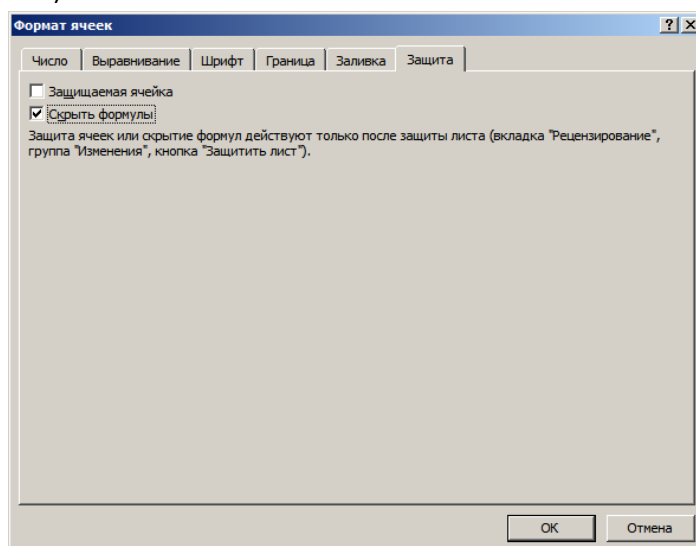 Формат ячеек
Число Выравнивание Шрифт Граница Заливка Защита
Защищаемая ячейка
Скрыть формулы
Защита ячеек или скрытие формул действуют только после защиты листа (вкладка "Рецензирование",
группа "Изменения", кнопка "Защитить лист").
ОК Отмена